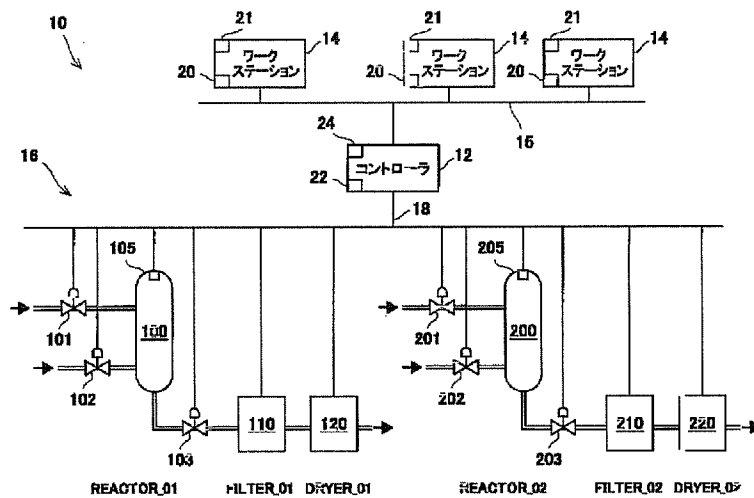 10
21
14
21
14
21
14
ワーク
ステーション
ワーク
ステーション
ワーク
ステーション
20
20
20
15
24
12
コントローラ
22
16
18
105
205
101
100
201
200
102
202
103
110
120
203
210
220
REACTOR_01
FILTER_01
DRYER_01
REACTOR_02
FILTER_02
DRYER_02